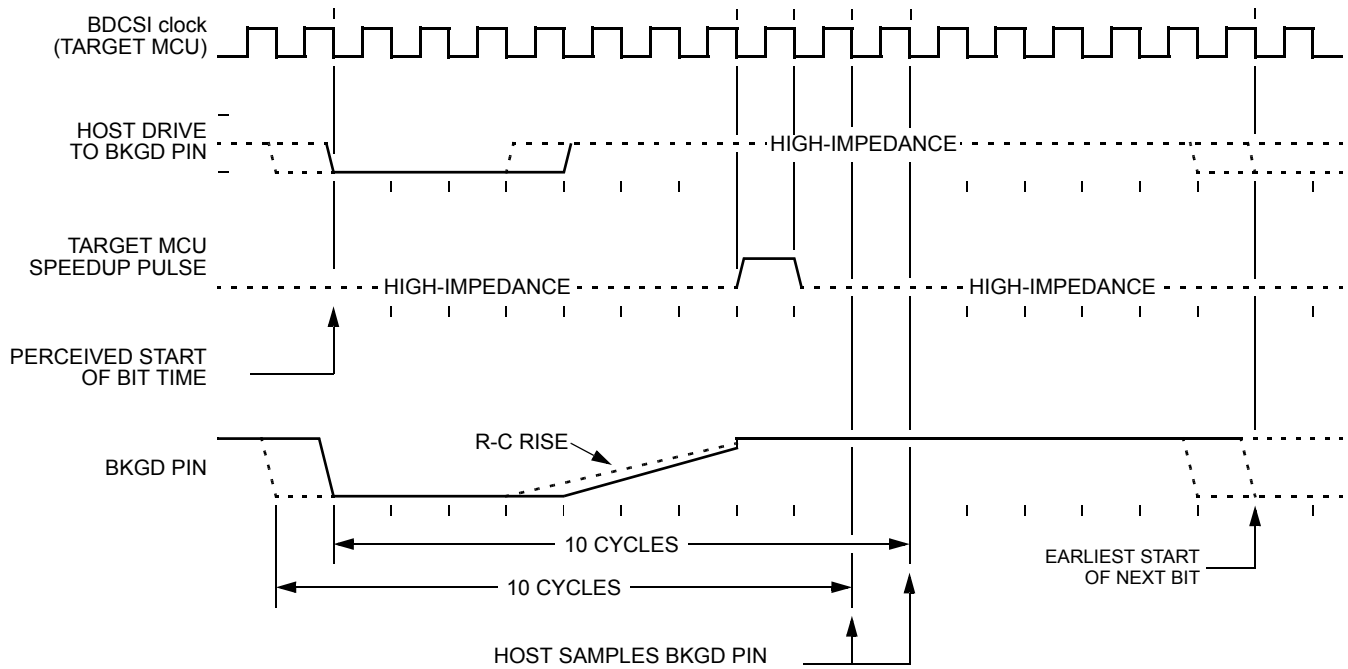 BDCSI clock
(TARGET MCU)
HOST DRIVE
TO BKGD PIN
HIGH-IMPEDANCE
TARGET MCU
SPEEDUP PULSE
HIGH-IMPEDANCE
HIGH-IMPEDANCE
PERCEIVED START
OF BIT TIME
R-C RISE
BKGD PIN
10 CYCLES
EARLIEST START
OF NEXT BIT
10 CYCLES
HOST SAMPLES BKGD PIN